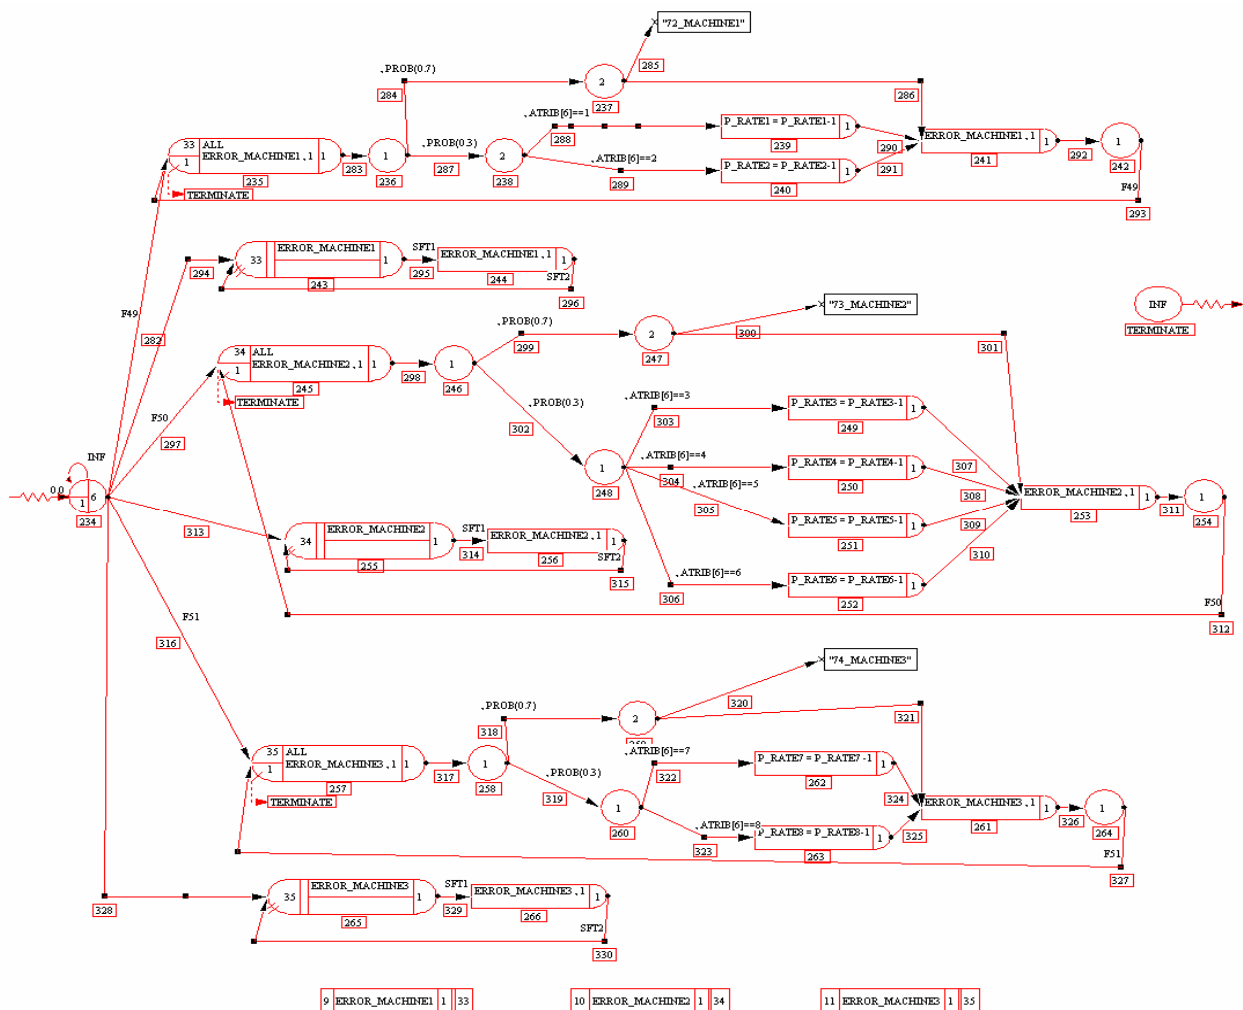 "72_MACHINE1"
.PROB(0.7)
2
285
284
237
286
.ATRIB[6]==1
P_RATE1 = P_RATE1-1 1
288
239
33 ALL
ERROR_MACHINE1, 1 1
1
283
1
236
.PROB(0.3)
287
2
238
290
ERROR_MACHINE1, 1 1
241
292
1
242
.ATRIB[6]==2
P_RATE2 = P_RATE2-1 1
289
240
291
235
TERMINATE
F49
293
294
33 ERROR_MACHINE1 1
243
SFT1
295
ERROR_MACHINE1, 1 1
244
SFT2
296
F49
282
INF
TERMINATE
"73_MACHINE2"
.PROB(0.7)
299
2
247
300
301
34 ALL
ERROR_MACHINE2, 1 1
1
245
298
1
246
TERMINATE
F50
297
.PROB(0.3)
302
.ATRIB[6]==3
303
P_RATE3 = P_RATE3-1 1
249
307
1
248
.ATRIB[6]==4
304
P_RATE4 = P_RATE4-1 1
250
308
.ATRIB[6]==5
305
P_RATE5 = P_RATE5-1 1
251
309
310
.ATRIB[6]==6
306
P_RATE6 = P_RATE6-1 1
252
ERROR_MACHINE2, 1 1
253
311
1
254
F50
312
INF
0.0
6
1
234
313
34 ERROR_MACHINE2 1
255
SFT1
314
ERROR_MACHINE2, 1 1
256
SFT2
315
F51
316
"74_MACHINE3"
.PROB(0.7)
318
2
320
321
35 ALL
ERROR_MACHINE3, 1 1
1
257
317
1
258
TERMINATE
.PROB(0.3)
319
1
260
.ATRIB[6]==7
322
P_RATE7 = P_RATE7-1 1
262
324
.ATRIB[6]==8
323
P_RATE8 = P_RATE8-1 1
263
325
ERROR_MACHINE3, 1 1
261
326
1
264
F51
327
328
35 ERROR_MACHINE3 1
265
SFT1
329
ERROR_MACHINE3, 1 1
266
SFT2
330
9 ERROR_MACHINE1 1 33
10 ERROR_MACHINE2 1 34
11 ERROR_MACHINE3 1 35